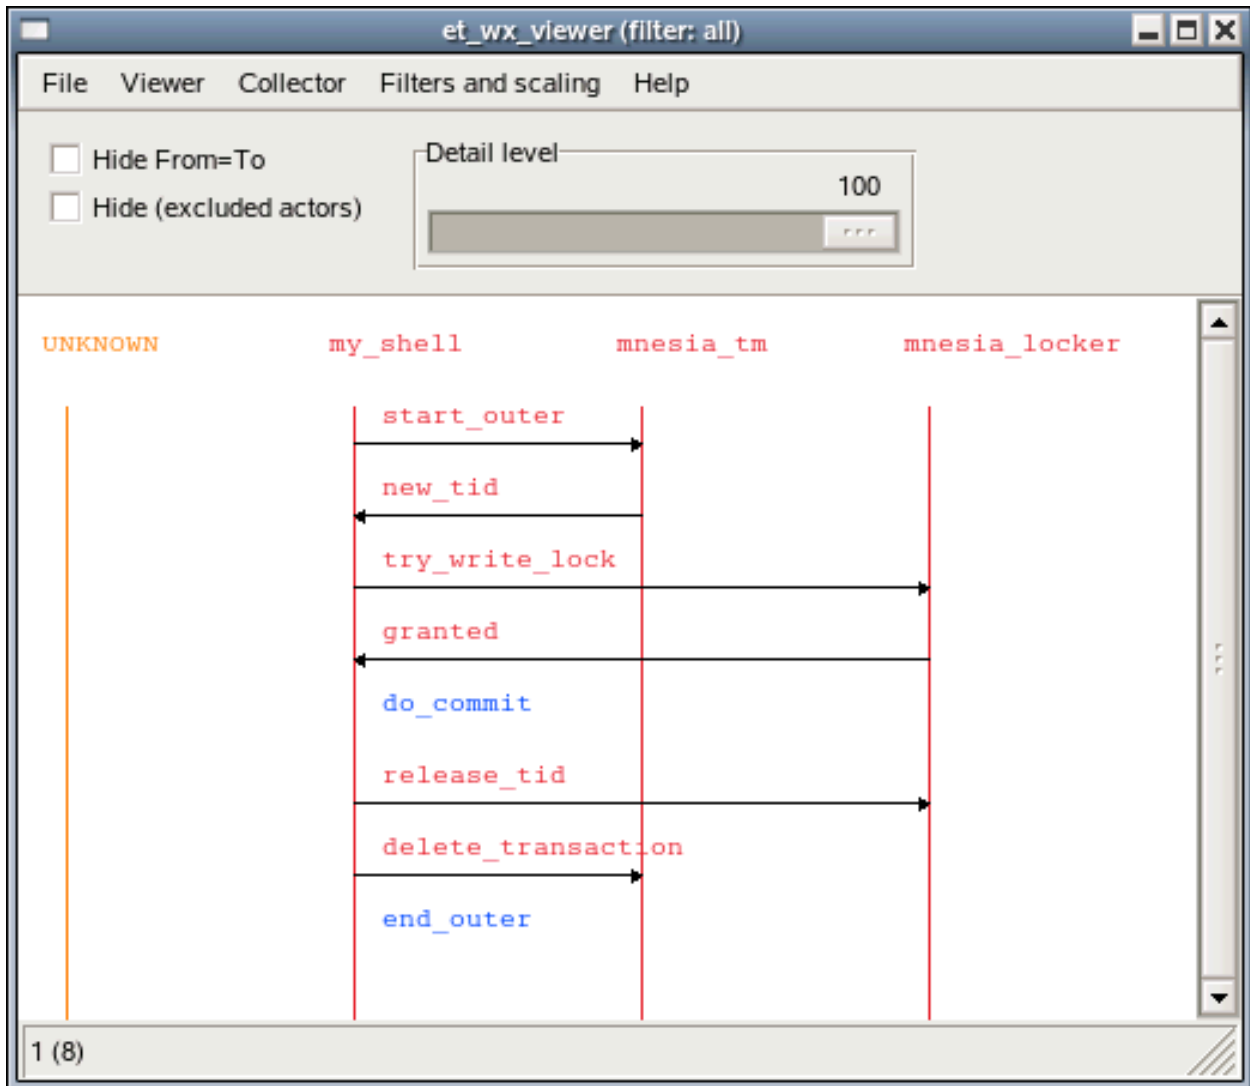 et_wx_viewer (filter: all)
File Viewer Collector Filters and scaling Help
Hide From=To
Hide (excluded actors)
Detail level
100
UNKNOWN my_shell mnesia_tm mnesia_locker
start_outer
new_tid
try_write_lock
granted
do_commit
release_tid
delete_transaction
end_outer
1 (8)